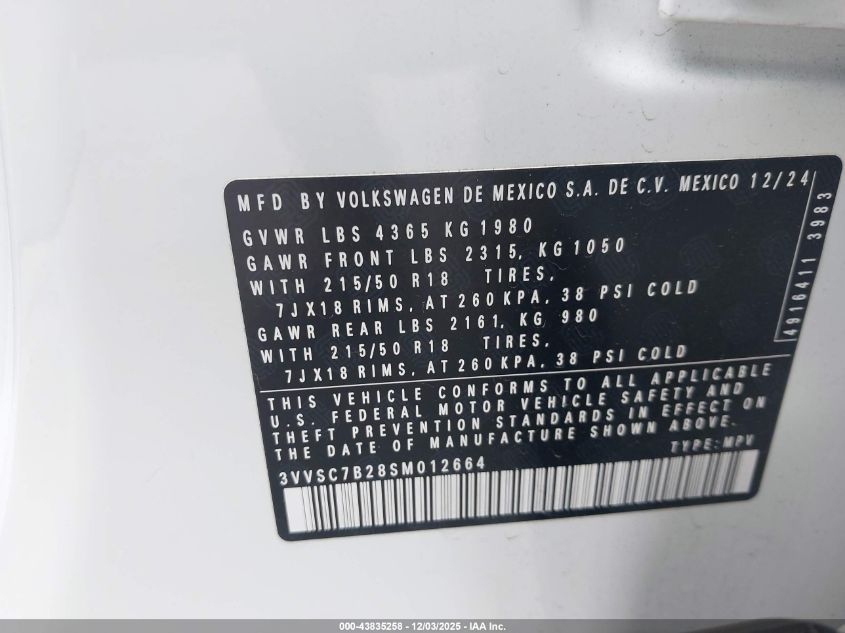 MFD BY VOLKSWAGEN DE MEXICO S.A. DE C.V. MEXICO 12/24
GVWR LBS 4365 KG 1980
GAWR FRONT LBS 2315, KG 1050
WITH 215/50 R18 TIRES,
7JX18 RIMS, AT 260 KPA, 38 PSI COLD
GAWR REAR LBS 2161, KG 980
WITH 215/50 R18 TIRES,
7JX18 RIMS, AT 260 KPA, 38 PSI COLD
THIS VEHICLE CONFORMS TO ALL APPLICABLE
U.S. FEDERAL MOTOR VEHICLE SAFETY AND
THEFT PREVENTION STANDARDS IN EFFECT ON
THE DATE OF MANUFACTURE SHOWN ABOVE.
TYPE: MPV
3VVSC7B28SM012664
4916411 3983
000-43835258 - 12/03/2025 - IAA Inc.